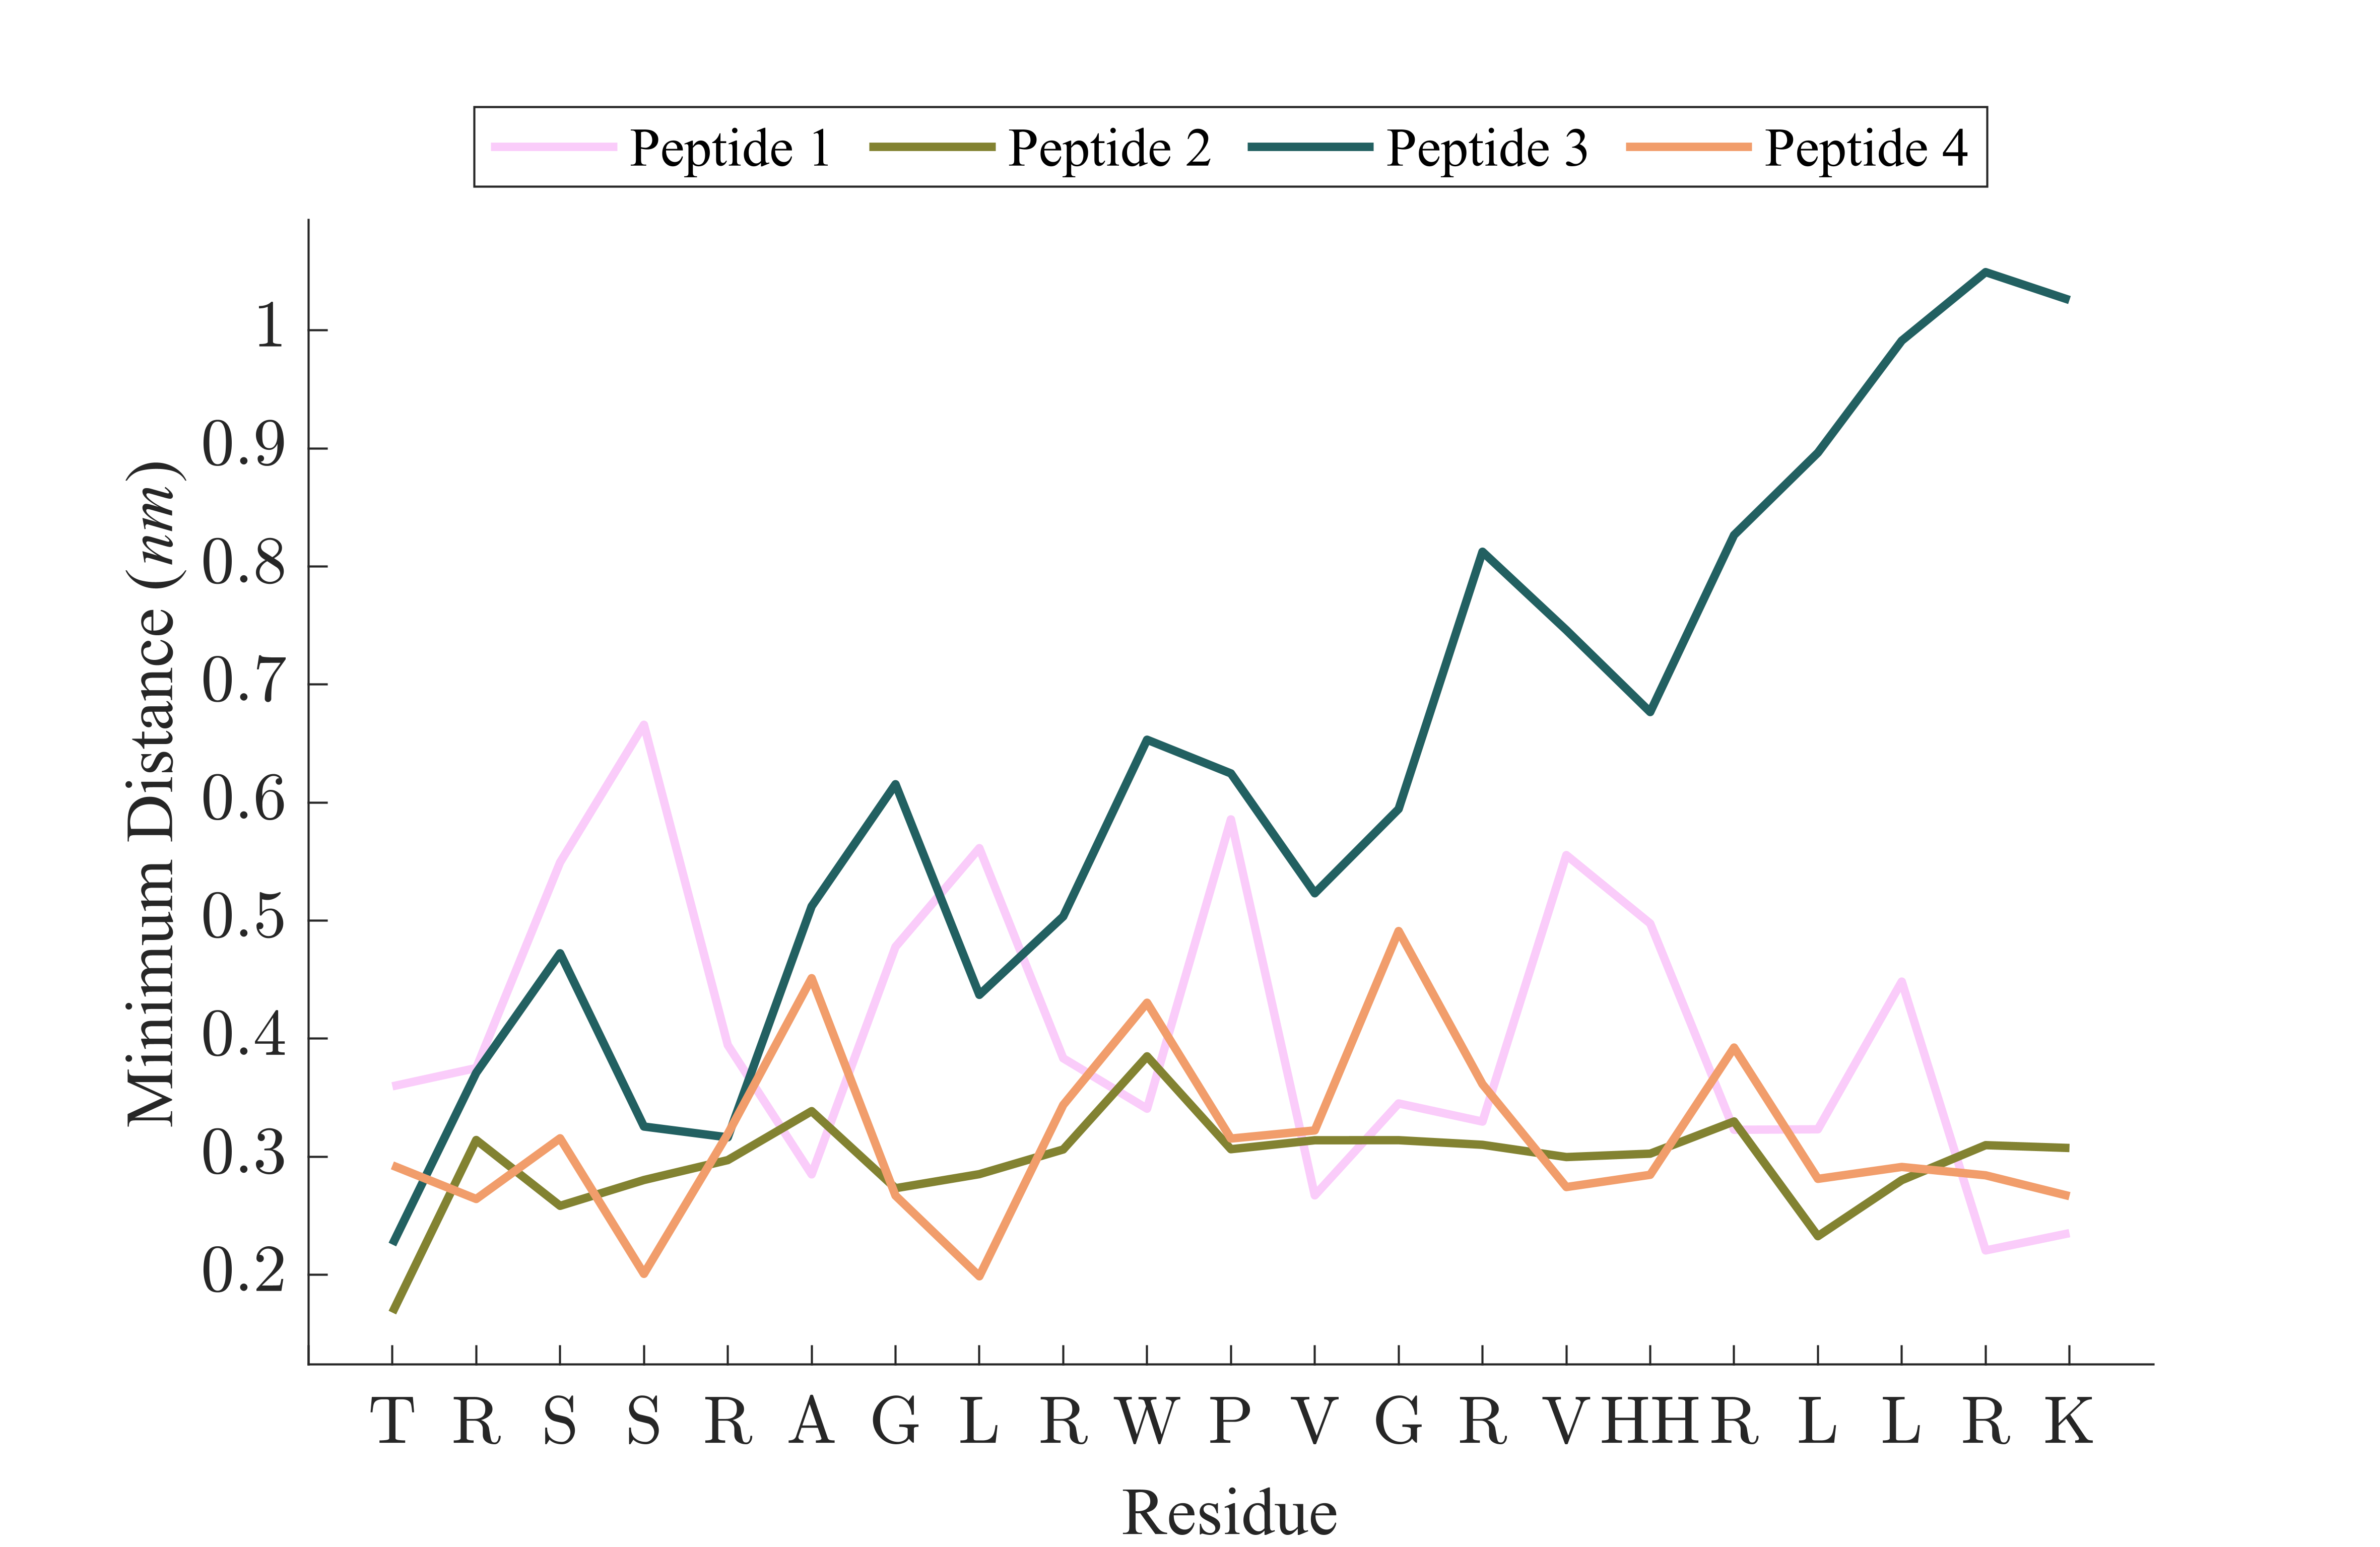 Peptide 1 Peptide 2 Peptide 3 Peptide 4
Minimum Distance (nm)
1
0.9
0.8
0.7
0.6
0.5
0.4
0.3
0.2
T R S S R A G L R W P V G R V HH R L L R K
Residue